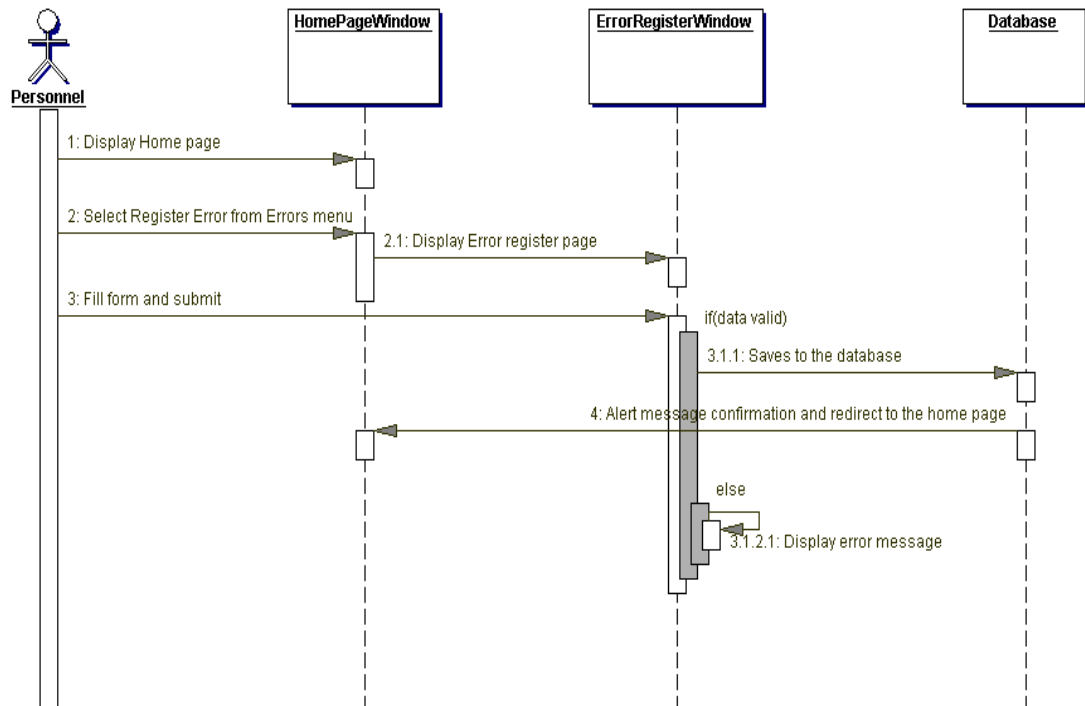 HomePageWindow
ErrorRegisterWindow
Database
Personnel
1: Display Home page
2: Select Register Error from Errors menu
2.1: Display Error register page
3: Fill form and submit
if(data valid)
3.1.1: Saves to the database
4: Alert message confirmation and redirect to the home page
else
3.1.2.1: Display error message